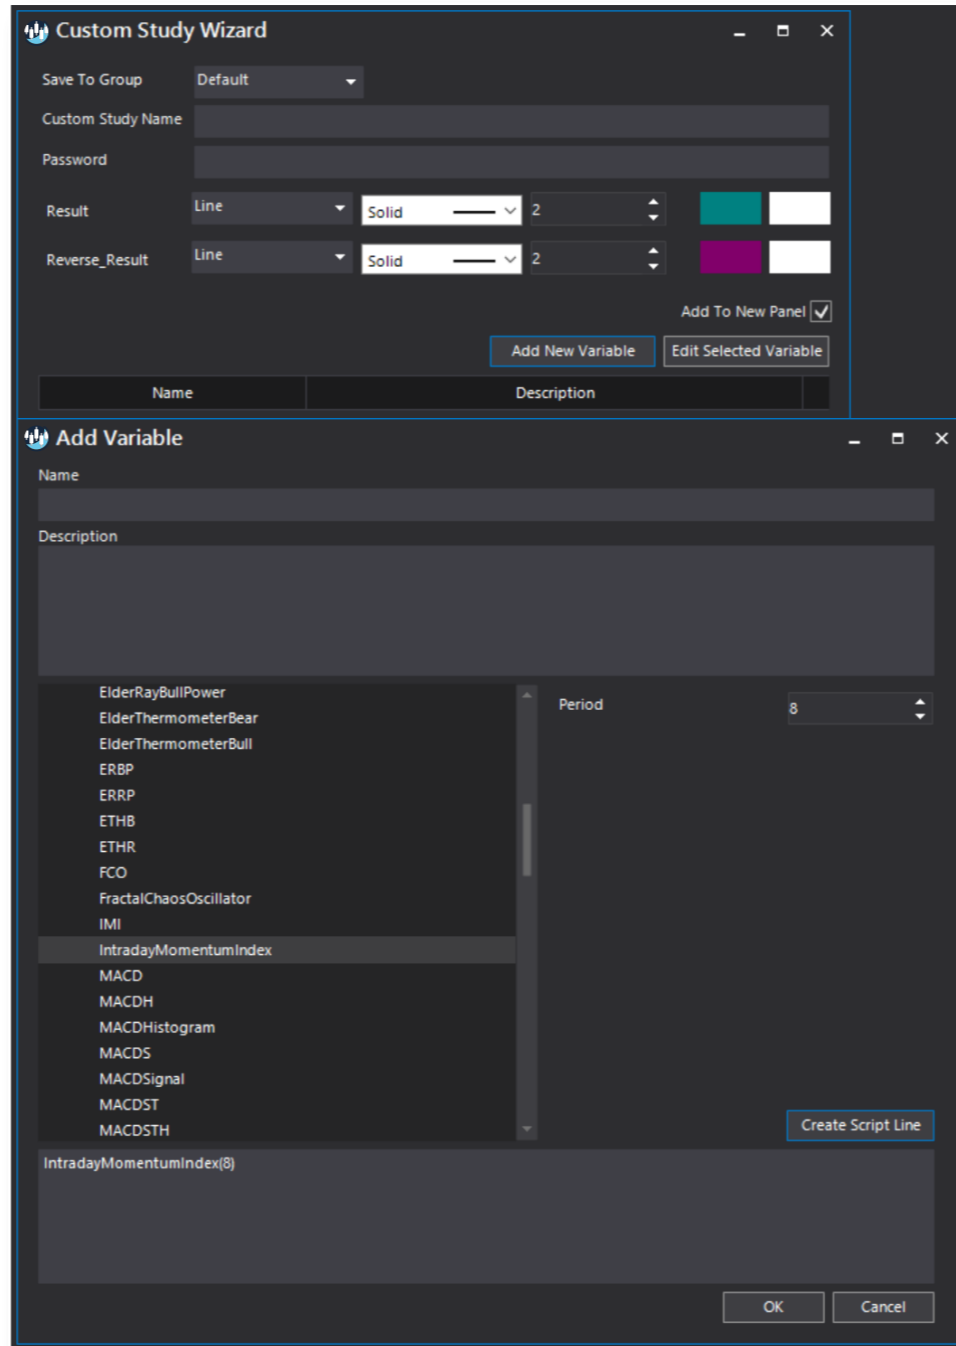 Custom Study Wizard
Save To Group Default
Custom Study Name
Password
Result Line Solid 2
Reverse_Result Line Solid 2
Add To New Panel
Add New Variable Edit Selected Variable
Name Description
Add Variable
Name
Description
ElderRayBullPower
Period 8
ElderThermometerBear
ElderThermometerBull
ERBP
ERRP
ETHB
ETHR
FCO
FractalChaosOscillator
IMI
IntradayMomentumIndex
MACD
MACDH
MACDHistogram
MACDS
MACDSignal
MACDST
MACDSTH
Create Script Line
IntradayMomentumIndex(8)
OK Cancel